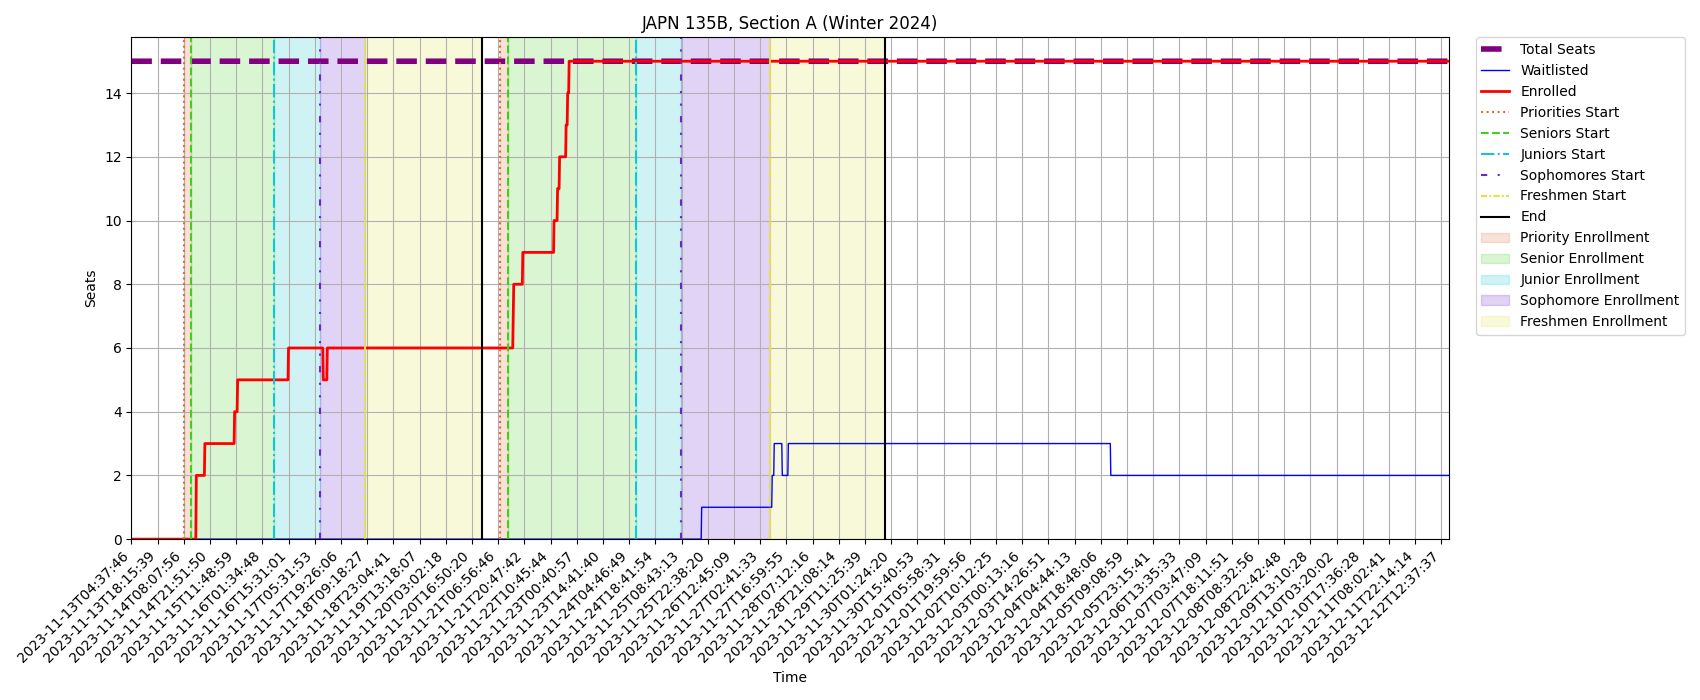 JAPN 135B, Section A (Winter 2024)
Seats
14
12
10
8
6
4
2
0
2023-11-13T04:37:46
2023-11-13T18:15:39
2023-11-14T08:07:56
2023-11-14T21:51:50
2023-11-15T11:48:59
2023-11-16T01:34:48
2023-11-16T15:31:01
2023-11-17T05:31:53
2023-11-17T19:26:06
2023-11-18T09:18:27
2023-11-18T23:04:41
2023-11-19T13:18:07
2023-11-20T03:02:18
2023-11-20T16:50:20
2023-11-21T06:56:46
2023-11-21T20:47:42
2023-11-22T10:45:44
2023-11-23T00:40:57
2023-11-23T14:41:40
2023-11-24T04:46:49
2023-11-24T18:41:54
2023-11-25T08:43:13
2023-11-25T22:38:20
2023-11-26T12:45:09
2023-11-27T02:41:33
2023-11-27T16:59:55
2023-11-28T07:12:16
2023-11-28T21:08:14
2023-11-29T11:25:39
2023-11-30T01:24:20
2023-11-30T15:40:53
2023-12-01T05:58:31
2023-12-01T19:59:56
2023-12-02T10:12:25
2023-12-03T00:13:16
2023-12-03T14:26:51
2023-12-04T04:44:13
2023-12-04T18:48:06
2023-12-05T09:08:59
2023-12-05T23:15:41
2023-12-06T13:35:33
2023-12-07T03:47:09
2023-12-07T18:11:51
2023-12-08T08:32:56
2023-12-08T22:42:48
2023-12-09T13:10:28
2023-12-10T03:20:02
2023-12-10T17:36:28
2023-12-11T08:02:41
2023-12-11T22:14:14
2023-12-12T12:37:37
Time
Total Seats
Waitlisted
Enrolled
Priorities Start
Seniors Start
Juniors Start
Sophomores Start
Freshmen Start
End
Priority Enrollment
Senior Enrollment
Junior Enrollment
Sophomore Enrollment
Freshmen Enrollment